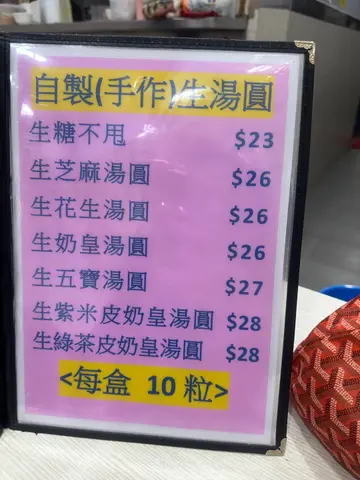 自製(手作)生湯圓
生糖不甩 $23
生芝麻湯圓 $26
生花生湯圓 $26
生奶皇湯圓 $26
生五寶湯圓 $27
生紫米皮奶皇湯圓 $28
生綠茶皮奶皇湯圓 $28
<每盒 10 粒>